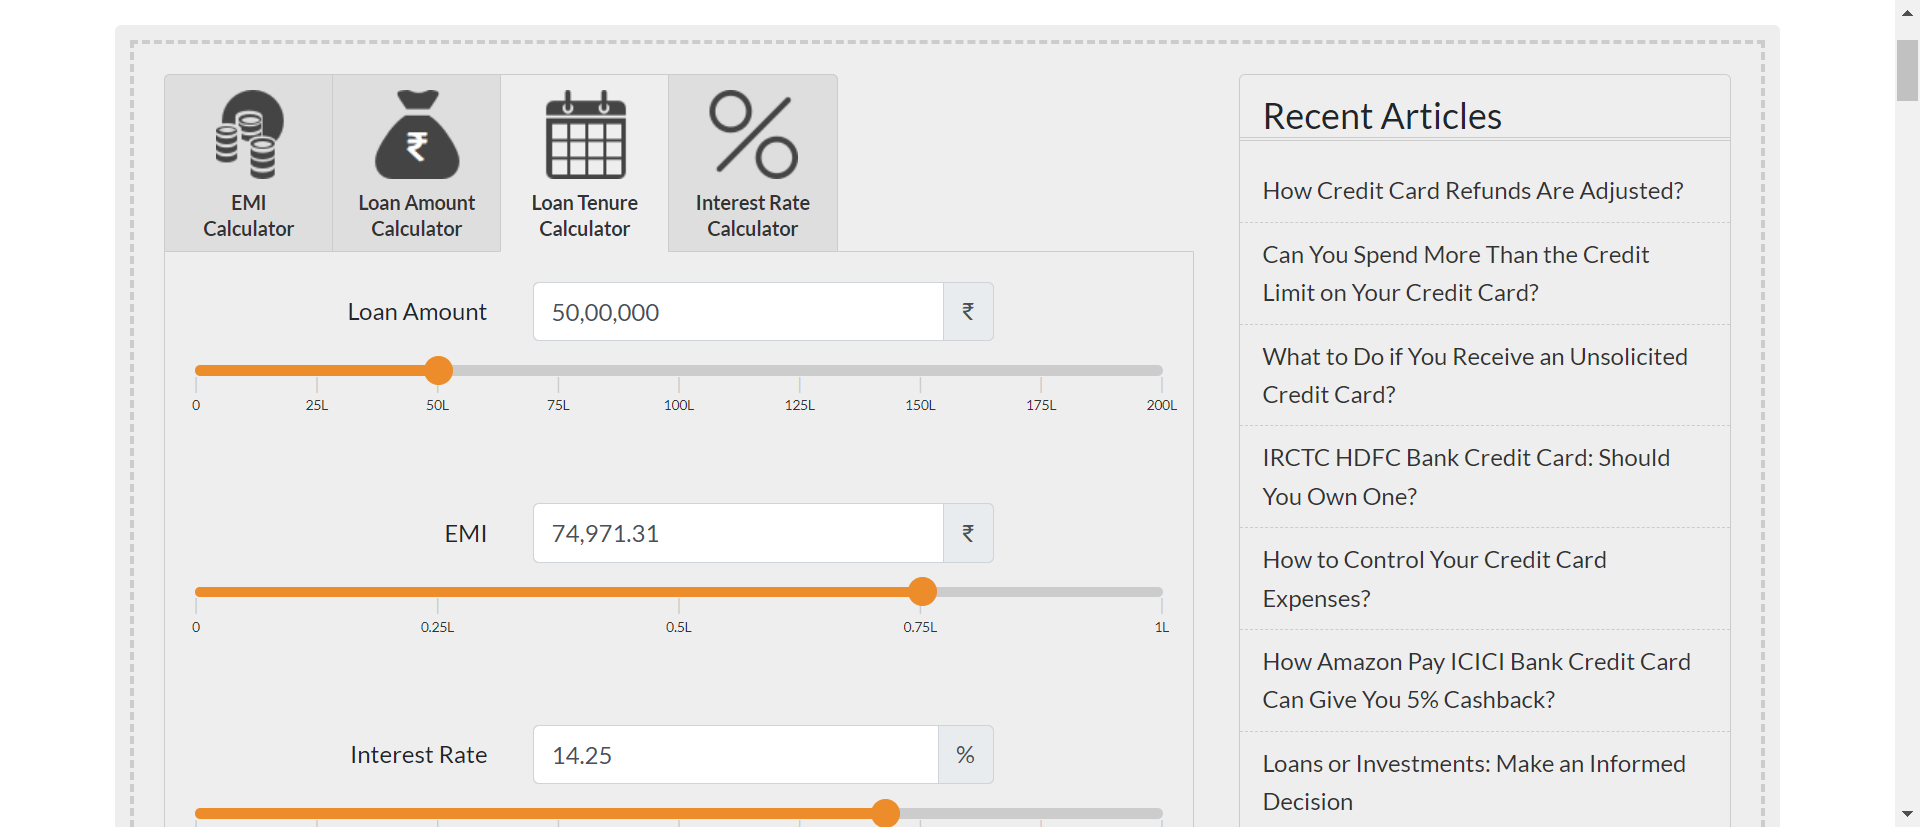 EMI
Calculator
₹
Loan Amount
Calculator
Loan Tenure
Calculator
Interest Rate
Calculator
Loan Amount
50,00,000
₹
0
25L
50L
75L
100L
125L
150L
175L
200L
EMI
74,971.31
₹
0
0.25L
0.5L
0.75L
1L
Interest Rate
14.25
%
Recent Articles
How Credit Card Refunds Are Adjusted?
Can You Spend More Than the Credit
Limit on Your Credit Card?
What to Do if You Receive an Unsolicited
Credit Card?
IRCTC HDFC Bank Credit Card: Should
You Own One?
How to Control Your Credit Card
Expenses?
How Amazon Pay ICICI Bank Credit Card
Can Give You 5% Cashback?
Loans or Investments: Make an Informed
Decision